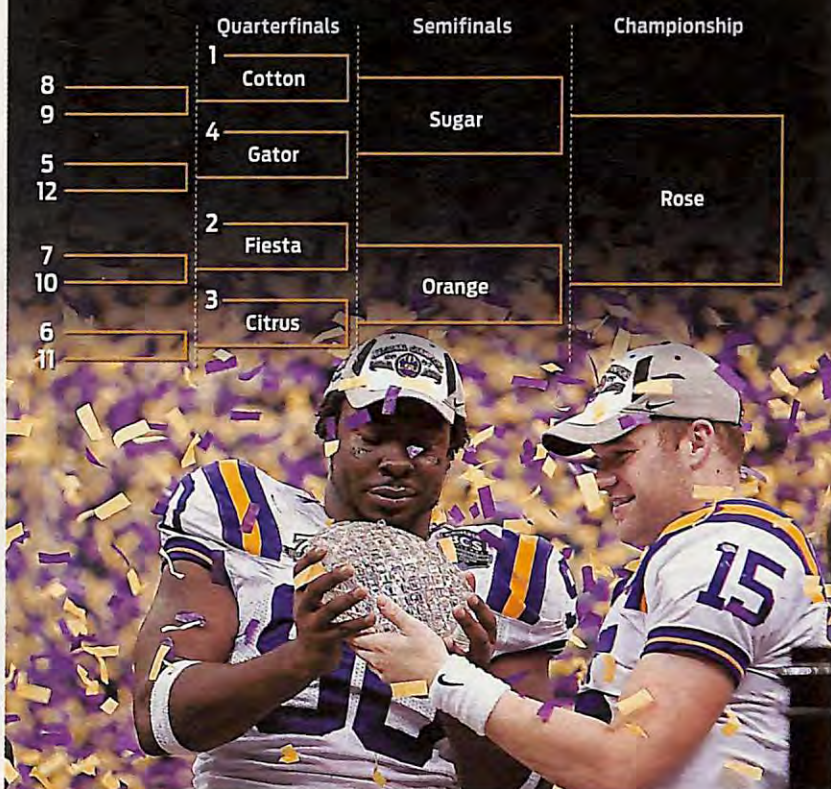 Quarterfinals Semifinals Championship
1
Cotton
8
9
Sugar
4
Gator
5
12
Rose
2
Fiesta
7
10
Orange
3
Citrus
6
11
15